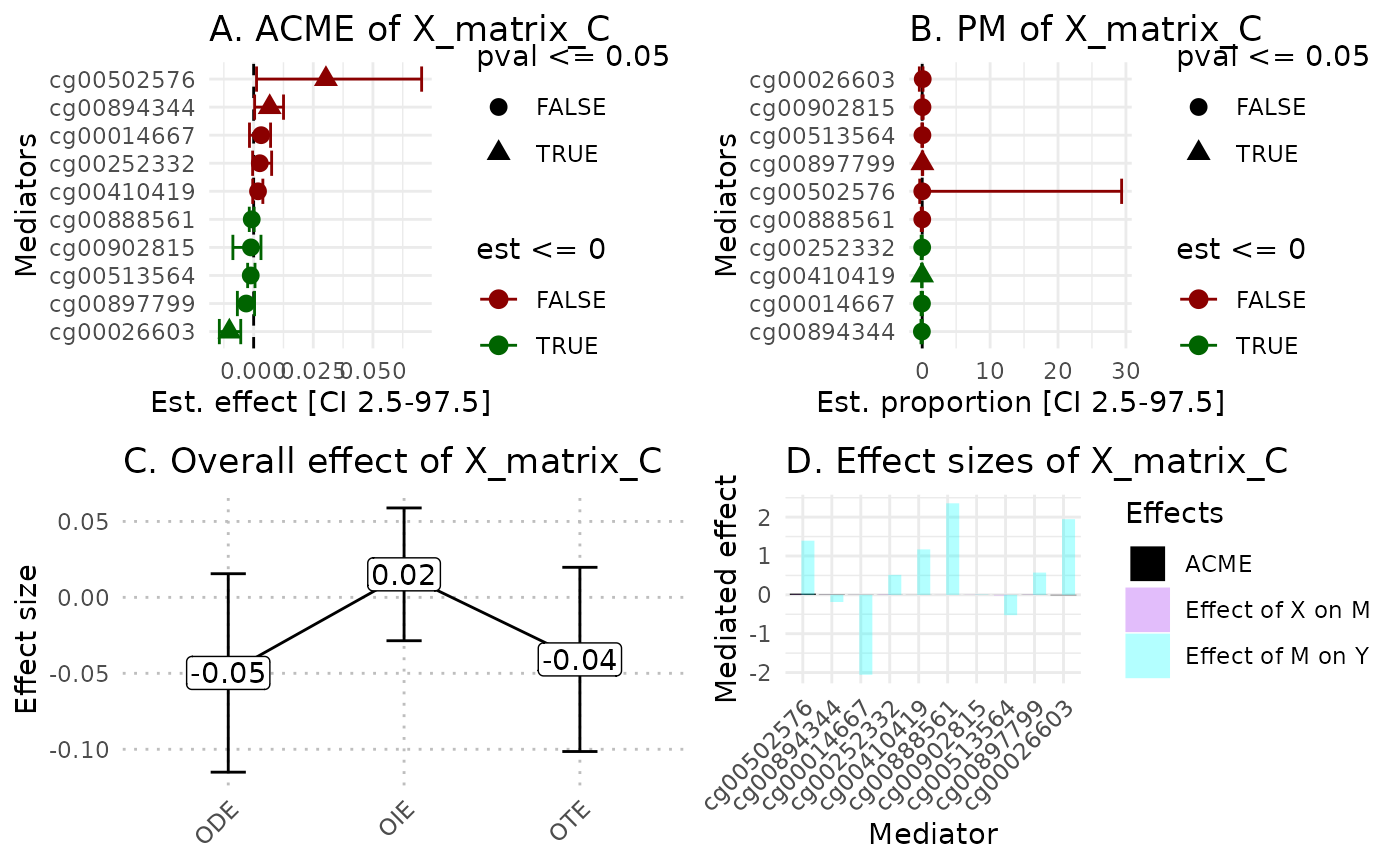 A. ACME of X_matrix_C
pval <= 0.05
FALSE
TRUE
est <= 0
FALSE
TRUE
Mediators
cg00502576
cg00894344
cg00014667
cg00252332
cg00410419
cg00888561
cg00902815
cg00513564
cg00897799
cg00026603
0.000 0.025 0.050
Est. effect [CI 2.5-97.5]
B. PM of X_matrix_C
pval <= 0.05
FALSE
TRUE
est <= 0
FALSE
TRUE
Mediators
cg00026603
cg00902815
cg00513564
cg00897799
cg00502576
cg00888561
cg00252332
cg00410419
cg00014667
cg00894344
0 10 20 30
Est. proportion [CI 2.5-97.5]
C. Overall effect of X_matrix_C
Effect size
0.05
0.00
-0.05
-0.10
-0.05
0.02
-0.04
ODE
OIE
OTE
D. Effect sizes of X_matrix_C
Mediated effect
2
1
0
-1
-2
cg00502576
cg00894344
cg00014667
cg00252332
cg00410419
cg00888561
cg00902815
cg00513564
cg00897799
cg00026603
Mediator
Effects
ACME
Effect of X on M
Effect of M on Y